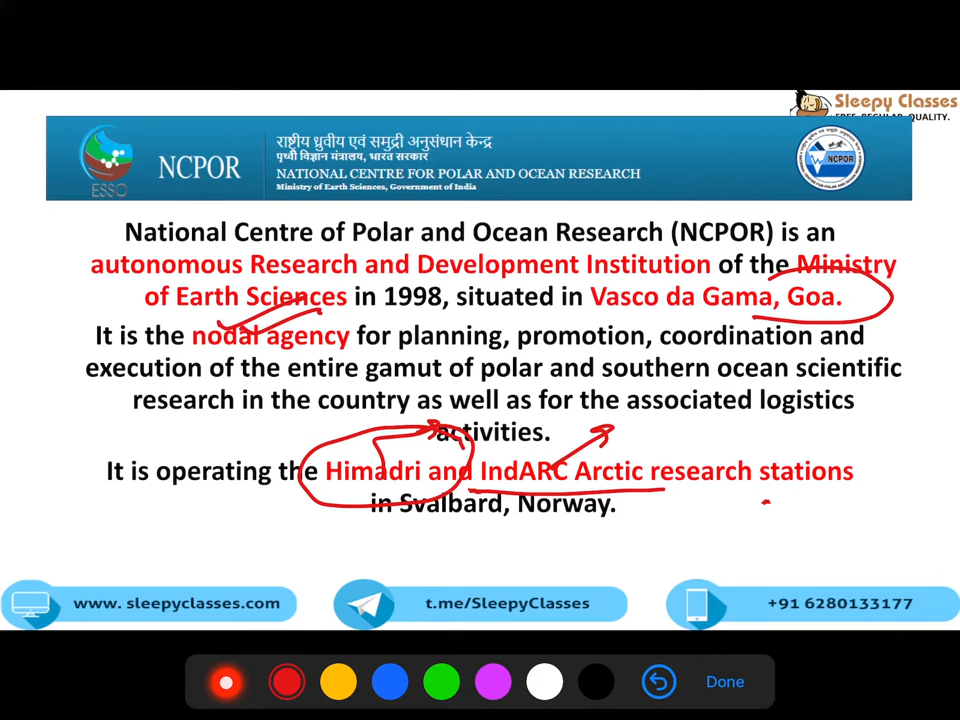 Sleepy Classes
FREE. REGULAR. QUALITY.
ESSO
NCPOR
राष्ट्रीय ध्रुवीय एवं समुद्री अनुसंधान केन्द्र
पृथ्वी विज्ञान मंत्रालय, भारत सरकार
NATIONAL CENTRE FOR POLAR AND OCEAN RESEARCH
Ministry of Earth Sciences, Government of India
NCPOR
National Centre of Polar and Ocean Research (NCPOR) is an
autonomous Research and Development Institution of the Ministry
of Earth Sciences in 1998, situated in Vasco da Gama, Goa.
It is the nodal agency for planning, promotion, coordination and
execution of the entire gamut of polar and southern ocean scientific
research in the country as well as for the associated logistics
activities.
It is operating the Himadri and IndARC Arctic research stations
in Svalbard, Norway.
www. sleepyclasses.com
t.me/SleepyClasses
+91 6280133177
Done